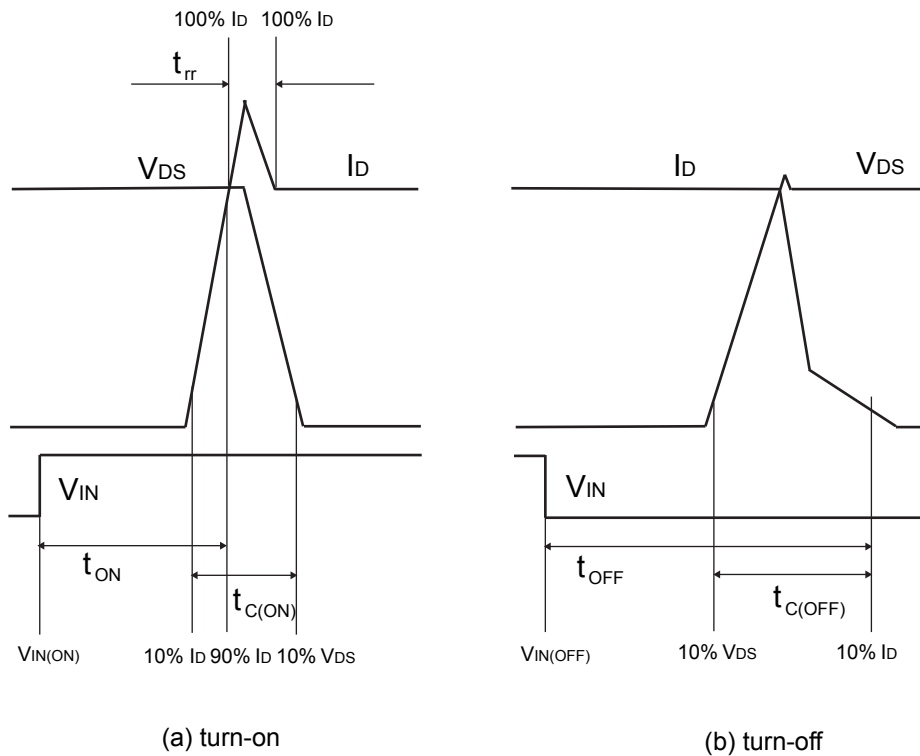 100% ID 100% ID
trr
VDS ID
VIN
tON
tC(ON)
VIN(ON)
10% ID 90% ID 10% VDS
(a) turn-on
ID VDS
VIN
tOFF
tC(OFF)
VIN(OFF)
10% VDS
10% ID
(b) turn-off